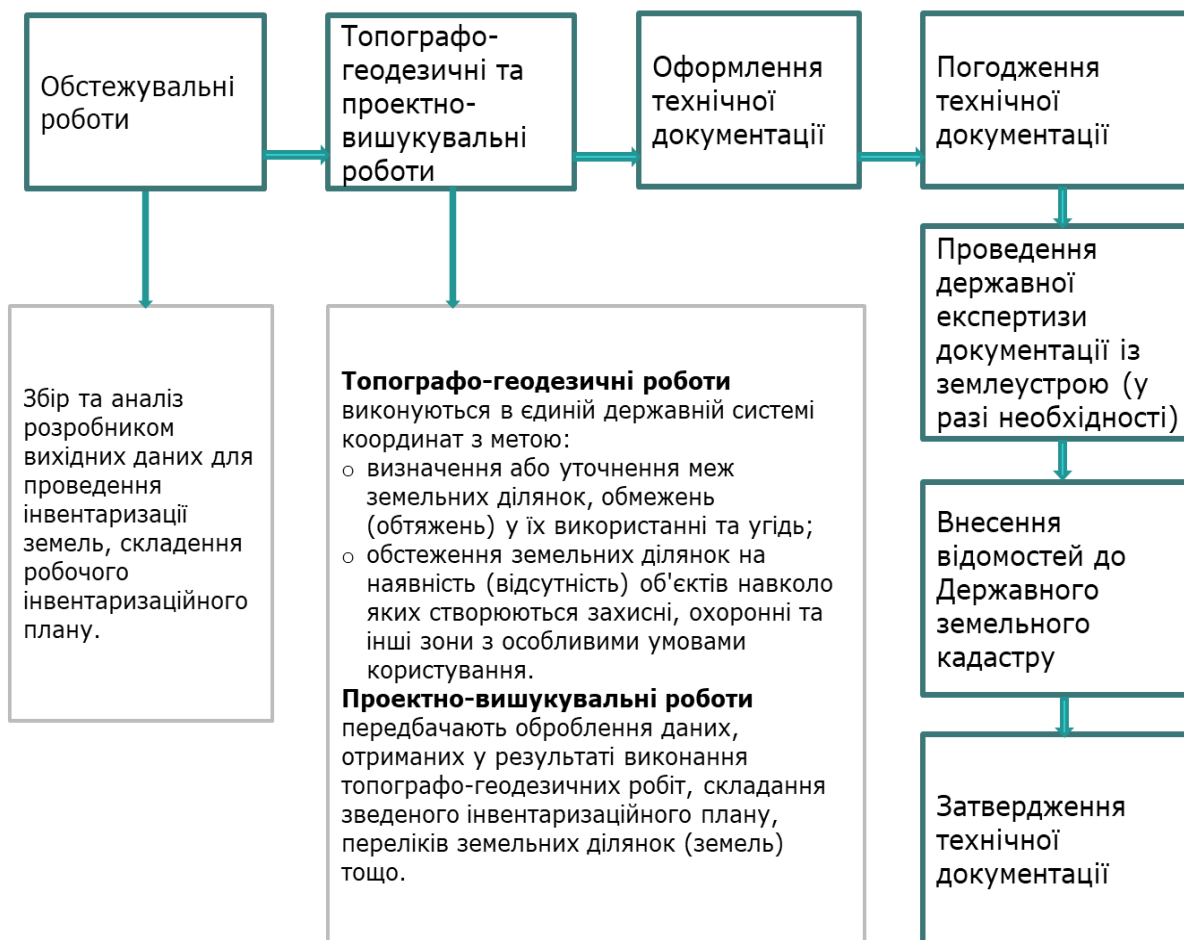 Обстежувальні
роботи
Топографо-
геодезичні та
проектно-
вишукувальні
роботи
Оформлення
технічної
документації
Погодження
технічної
документації
Проведення
державної
експертизи
документації із
землеустрою (у
разі необхідності)
Внесення
відомостей до
Державного
земельного
кадастру
Затвердження
технічної
документації
Збір та аналіз
розробником
вихідних даних для
проведення
інвентаризації
земель, складення
робочого
інвентаризаційного
плану.
Топографо-геодезичні роботи
виконуються в єдиній державній системі
координат з метою:
o визначення або уточнення меж
земельних ділянок, обмежень
(обтяжень) у їх використанні та угідь;
o обстеження земельних ділянок на
наявність (відсутність) об'єктів навколо
яких створюються захисні, охоронні та
інші зони з особливими умовами
користування.
Проектно-вишукувальні роботи
передбачають оброблення даних,
отриманих у результаті виконання
топографо-геодезичних робіт, складання
зведеного інвентаризаційного плану,
переліків земельних ділянок (земель)
тощо.